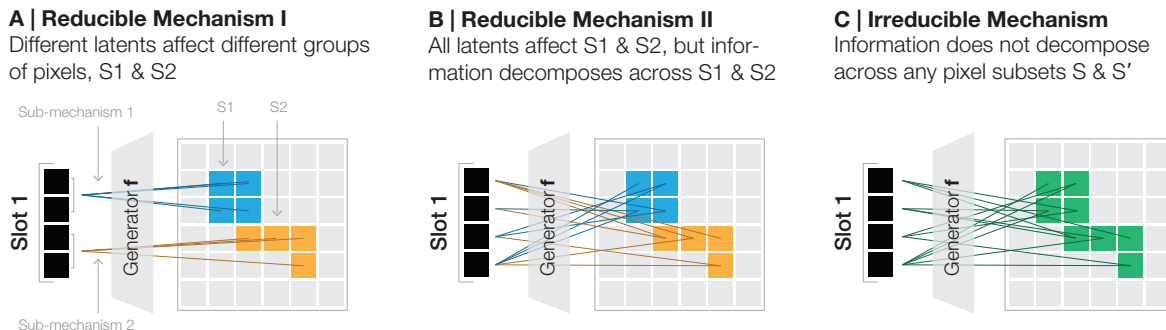 A | Reducible Mechanism I
Different latents affect different groups
of pixels, S1 & S2
Sub-mechanism 1
S1
S2
Slot 1
Generator f
Sub-mechanism 2
B | Reducible Mechanism II
All latents affect S1 & S2, but infor-
mation decomposes across S1 & S2
Slot 1
Generator f
C | Irreducible Mechanism
Information does not decompose
across any pixel subsets S & S′
Slot 1
Generator f